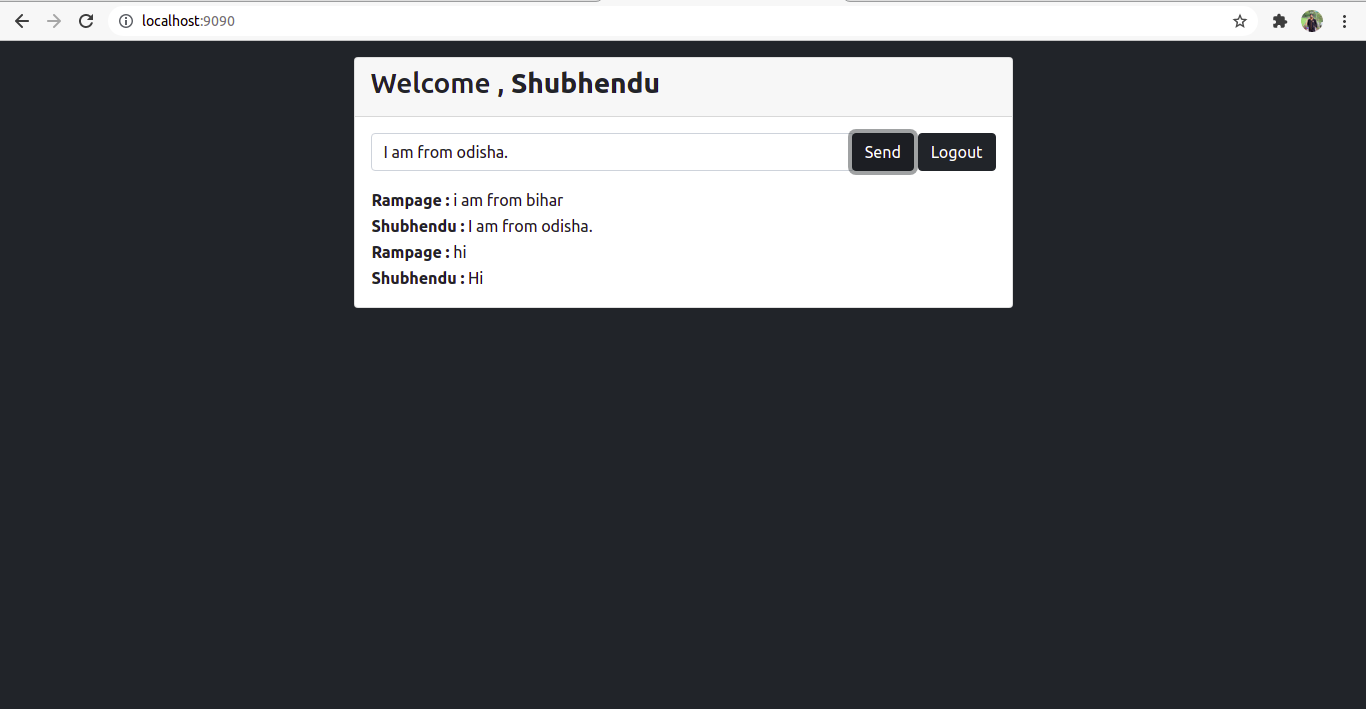 localhost:9090
Welcome , Shubhendu
I am from odisha. Send Logout
Rampage : i am from bihar
Shubhendu : I am from odisha.
Rampage : hi
Shubhendu : Hi